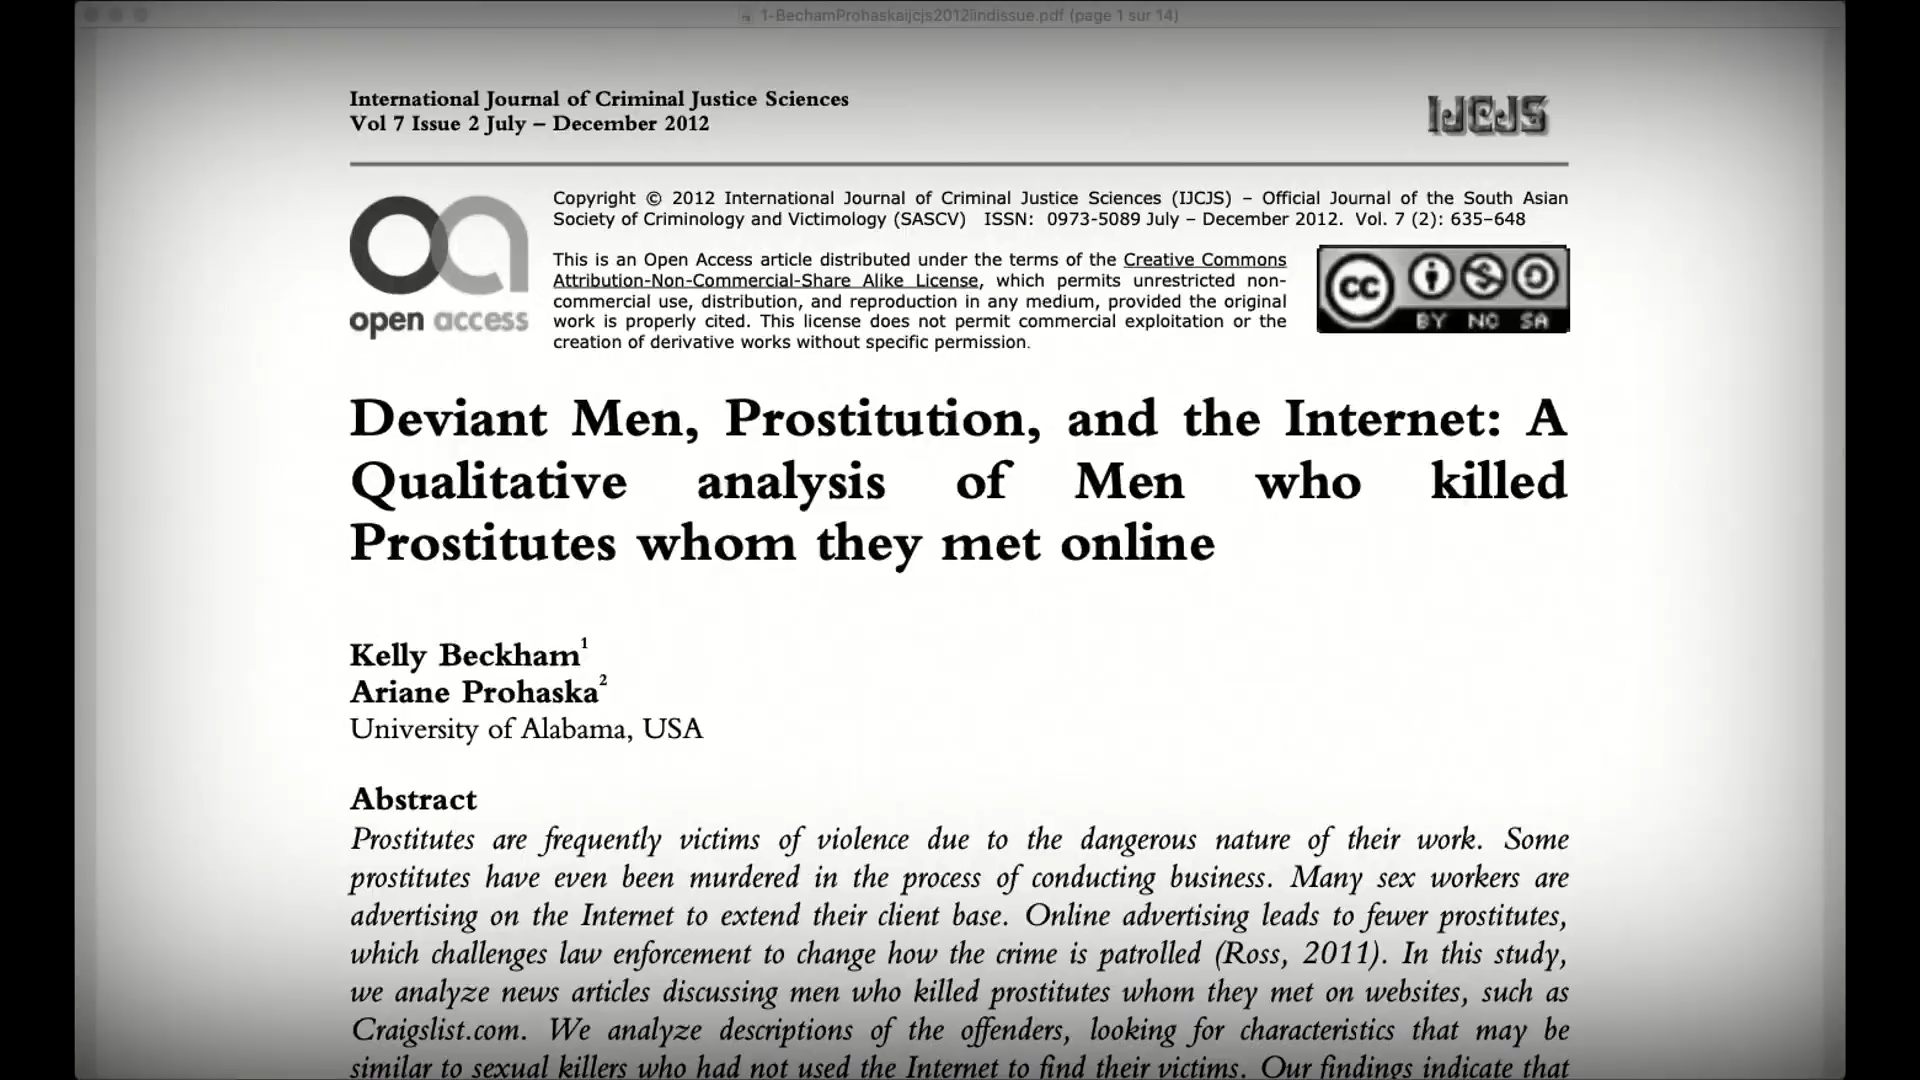 1-BechamProhaskaijcjs2012iindissue.pdf (page 1 sur 14)
International Journal of Criminal Justice Sciences
Vol 7 Issue 2 July – December 2012
IJCJS
Copyright © 2012 International Journal of Criminal Justice Sciences (IJCJS) – Official Journal of the South Asian
Society of Criminology and Victimology (SASCV) ISSN: 0973-5089 July – December 2012. Vol. 7 (2): 635–648
open access
This is an Open Access article distributed under the terms of the Creative Commons
Attribution-Non-Commercial-Share Alike License, which permits unrestricted non-
commercial use, distribution, and reproduction in any medium, provided the original
work is properly cited. This license does not permit commercial exploitation or the
creation of derivative works without specific permission.
cc
BY NC SA
Deviant Men, Prostitution, and the Internet: A
Qualitative analysis of Men who killed
Prostitutes whom they met online
Kelly Beckham1
Ariane Prohaska2
University of Alabama, USA
Abstract
Prostitutes are frequently victims of violence due to the dangerous nature of their work. Some
prostitutes have even been murdered in the process of conducting business. Many sex workers are
advertising on the Internet to extend their client base. Online advertising leads to fewer prostitutes,
which challenges law enforcement to change how the crime is patrolled (Ross, 2011). In this study,
we analyze news articles discussing men who killed prostitutes whom they met on websites, such as
Craigslist.com. We analyze descriptions of the offenders, looking for characteristics that may be
similar to sexual killers who had not used the Internet to find their victims. Our findings indicate that